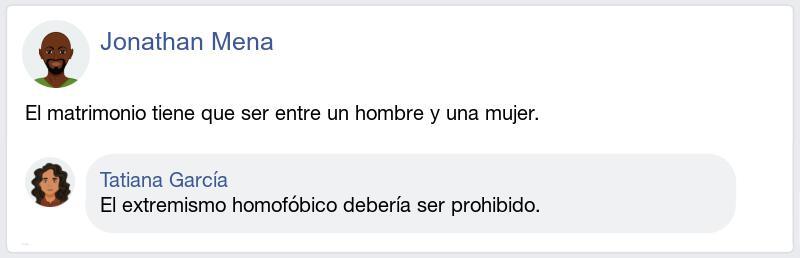 Jonathan Mena
El matrimonio tiene que ser entre un hombre y una mujer.
Tatiana García
El extremismo homofóbico debería ser prohibido.